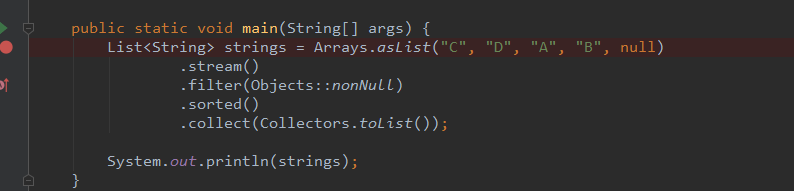 public static void main(String[] args) {
List<String> strings = Arrays.asList("C", "D", "A", "B", null)
.stream()
.filter(Objects::nonNull)
.sorted()
.collect(Collectors.toList());
System.out.println(strings);
}